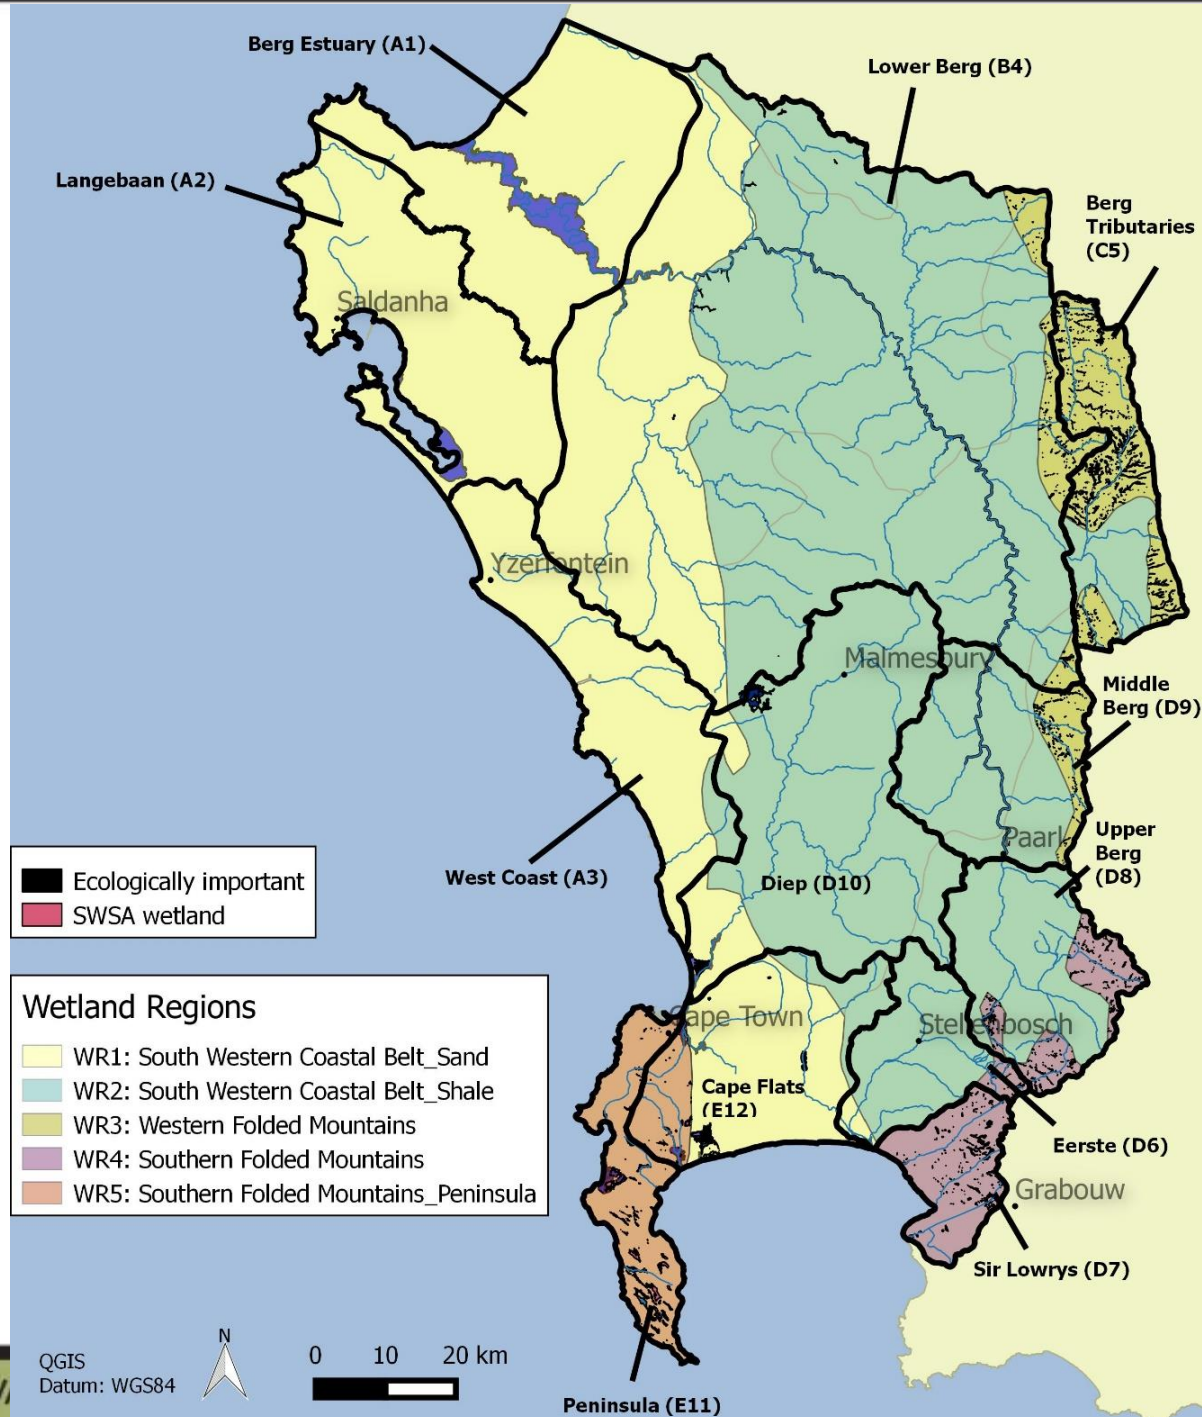 Berg Estuary (A1)
Lower Berg (B4)
Langebaan (A2)
Berg
Tributaries
(C5)
Saldanha
Yzerfontein
Malmesbury
Middle
Berg (D9)
Paarl
Upper
Berg
(D8)
West Coast (A3)
Diep (D10)
Ecologically important
SWSA wetland
Wetland Regions
WR1: South Western Coastal Belt_Sand
WR2: South Western Coastal Belt_Shale
WR3: Western Folded Mountains
WR4: Southern Folded Mountains
WR5: Southern Folded Mountains_Peninsula
Cape Town
Stellenbosch
Cape Flats
(E12)
Eerste (D6)
Grabouw
Sir Lowrys (D7)
N
QGIS
Datum: WGS84
0 10 20 km
Peninsula (E11)